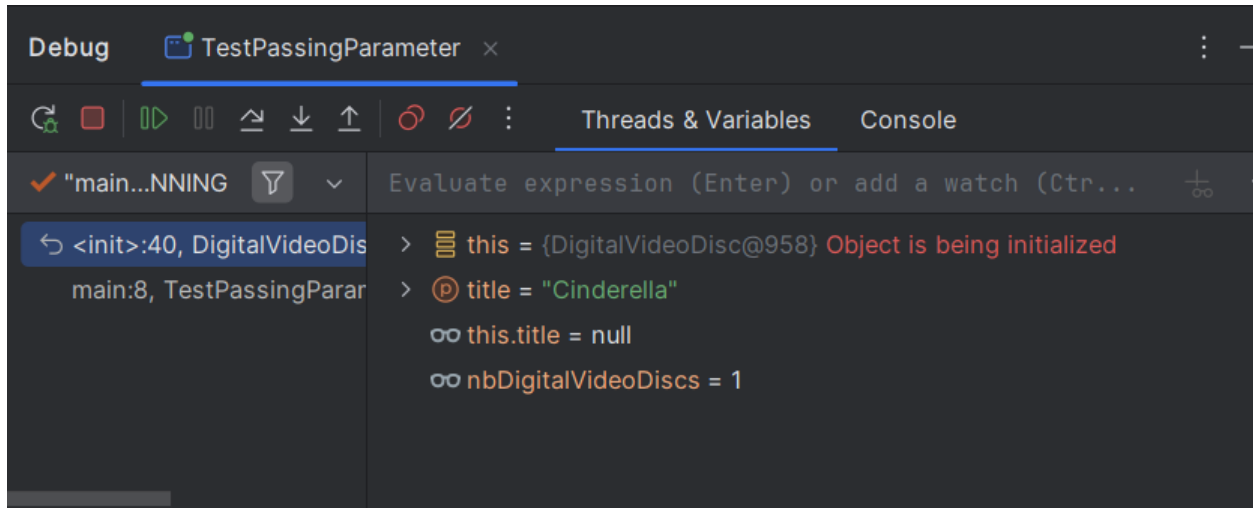 Debug TestPassingParameter ×
Threads & Variables Console
"main...NNING Evaluate expression (Enter) or add a watch (Ctr...
<init>:40, DigitalVideoDis
main:8, TestPassingParar
this = {DigitalVideoDisc@958} Object is being initialized
title = "Cinderella"
this.title = null
nbDigitalVideoDiscs = 1